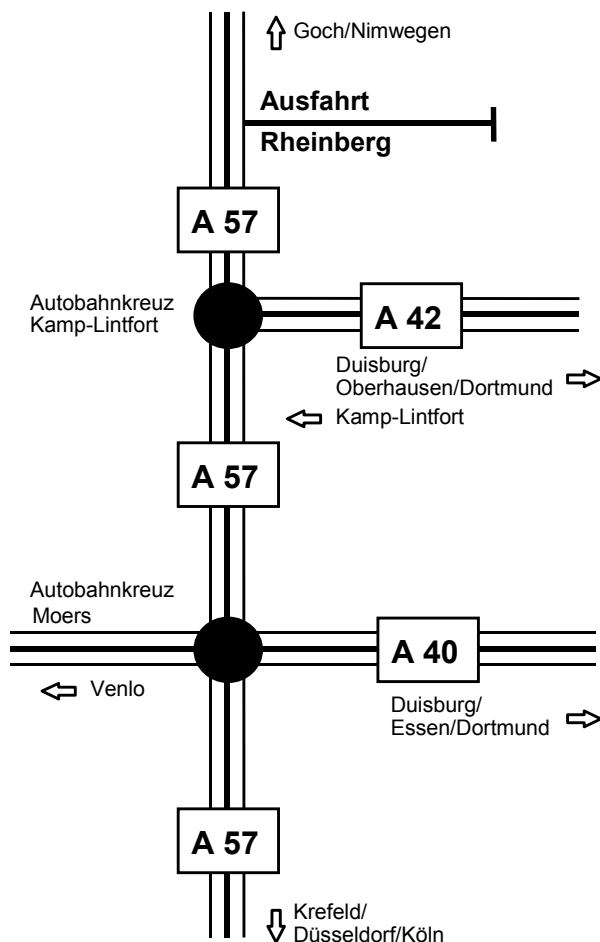 Goch/Nimwegen
Ausfahrt
Rheinberg
A 57
Autobahnkreuz
Kamp-Lintfort
A 42
Duisburg/
Oberhausen/Dortmund
Kamp-Lintfort
A 57
Autobahnkreuz
Moers
A 40
Venlo
Duisburg/
Essen/Dortmund
A 57
Krefeld/
Düsseldorf/Köln